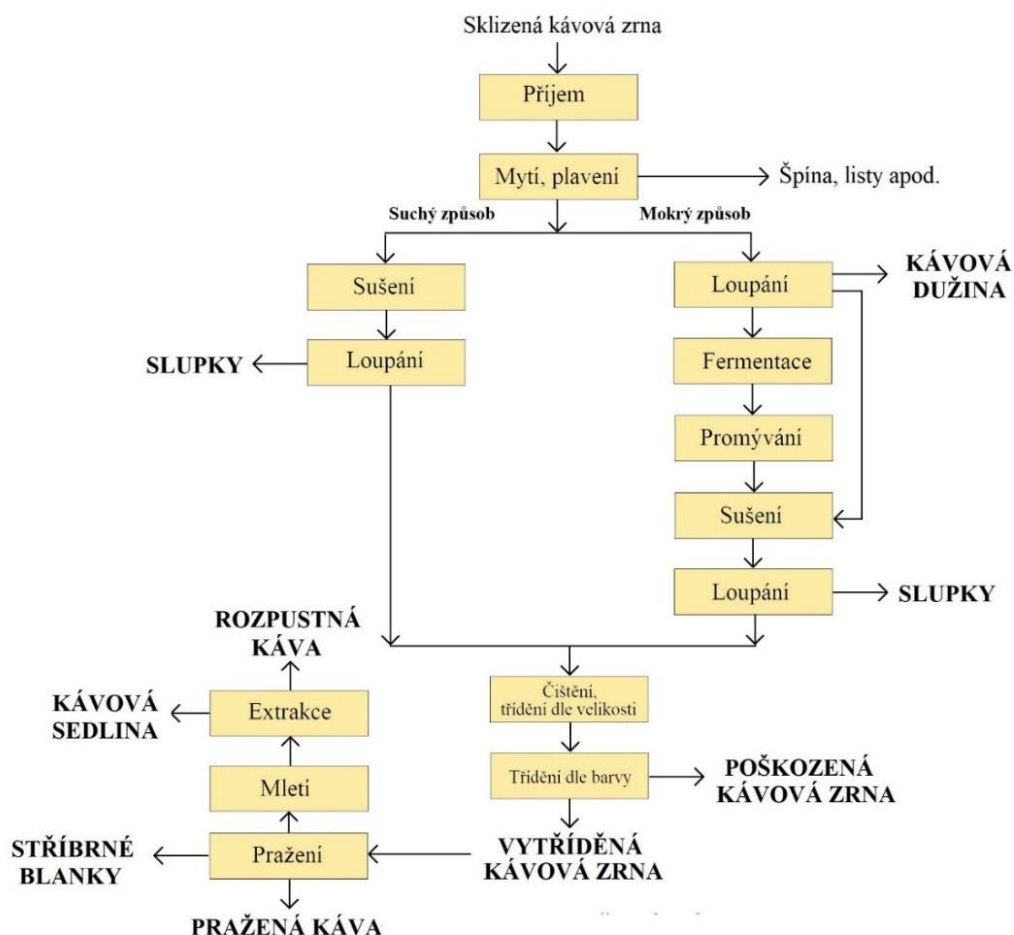 Sklizená kávová zrna
Příjem
Mytí, plavení
Špína, listy apod.
Suchý způsob
Mokrý způsob
Sušení
Loupání
SLUPKY
Loupání
KÁVOVÁ
DUŽINA
Fermentace
Promývání
Sušení
Loupání
SLUPKY
Čištění,
třídění dle velikosti
Třídění dle barvy
POŠKOZENÁ
KÁVOVÁ ZRNA
VYTŘÍDĚNÁ
KÁVOVÁ ZRNA
Pražení
STŘÍBRNÉ
BLANKY
PRAŽENÁ KÁVA
Mletí
Extrakce
KÁVOVÁ
SEDLINA
ROZPUSTNÁ
KÁVA